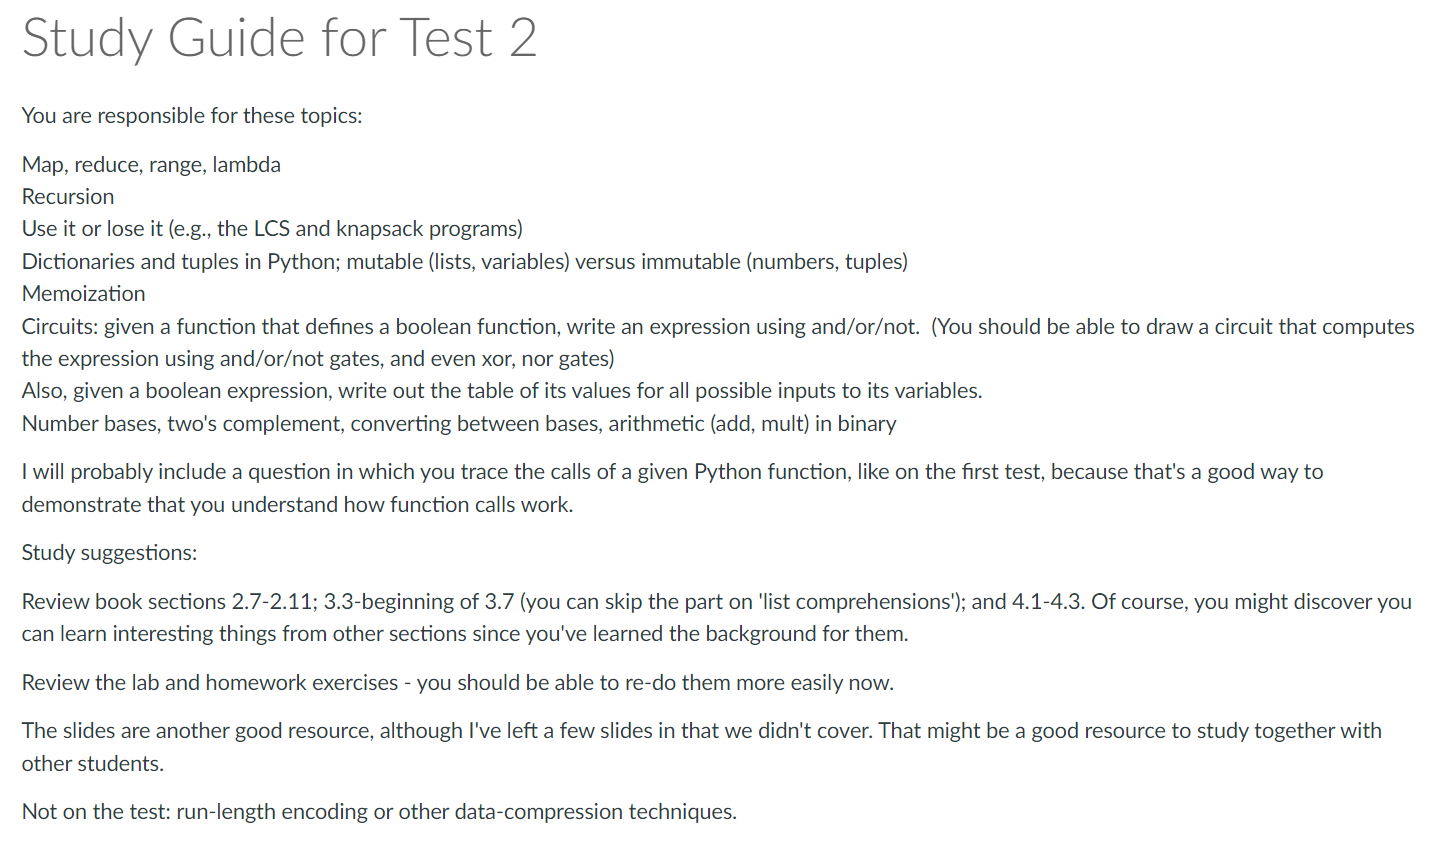 Study Guide for Test 2
You are responsible for these topics:
Map, reduce, range, lambda
Recursion
Use it or lose it (e.g., the LCS and knapsack programs)
Dictionaries and tuples in Python; mutable (lists, variables) versus immutable (numbers, tuples)
Memoization
Circuits: given a function that defines a boolean function, write an expression using and/or/not.  (You should be able to draw a circuit that computes
the expression using and/or/not gates, and even xor, nor gates)
Also, given a boolean expression, write out the table of its values for all possible inputs to its variables.
Number bases, two's complement, converting between bases, arithmetic (add, mult) in binary
I will probably include a question in which you trace the calls of a given Python function, like on the first test, because that's a good way to
demonstrate that you understand how function calls work.
Study suggestions:
Review book sections 2.7-2.11; 3.3-beginning of 3.7 (you can skip the part on 'list comprehensions'); and 4.1-4.3. Of course, you might discover you
can learn interesting things from other sections since you've learned the background for them.
Review the lab and homework exercises - you should be able to re-do them more easily now.
The slides are another good resource, although I've left a few slides in that we didn't cover. That might be a good resource to study together with
other students.
Not on the test: run-length encoding or other data-compression techniques.